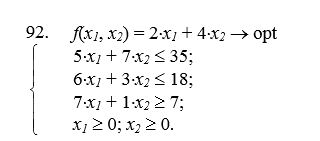 92. f(x₁, x₂) = 2·x₁ + 4·x₂ → opt
5·x₁ + 7·x₂ ≤ 35;
6·x₁ + 3·x₂ ≤ 18;
7·x₁ + 1·x₂ ≥ 7;
x₁ ≥ 0; x₂ ≥ 0.